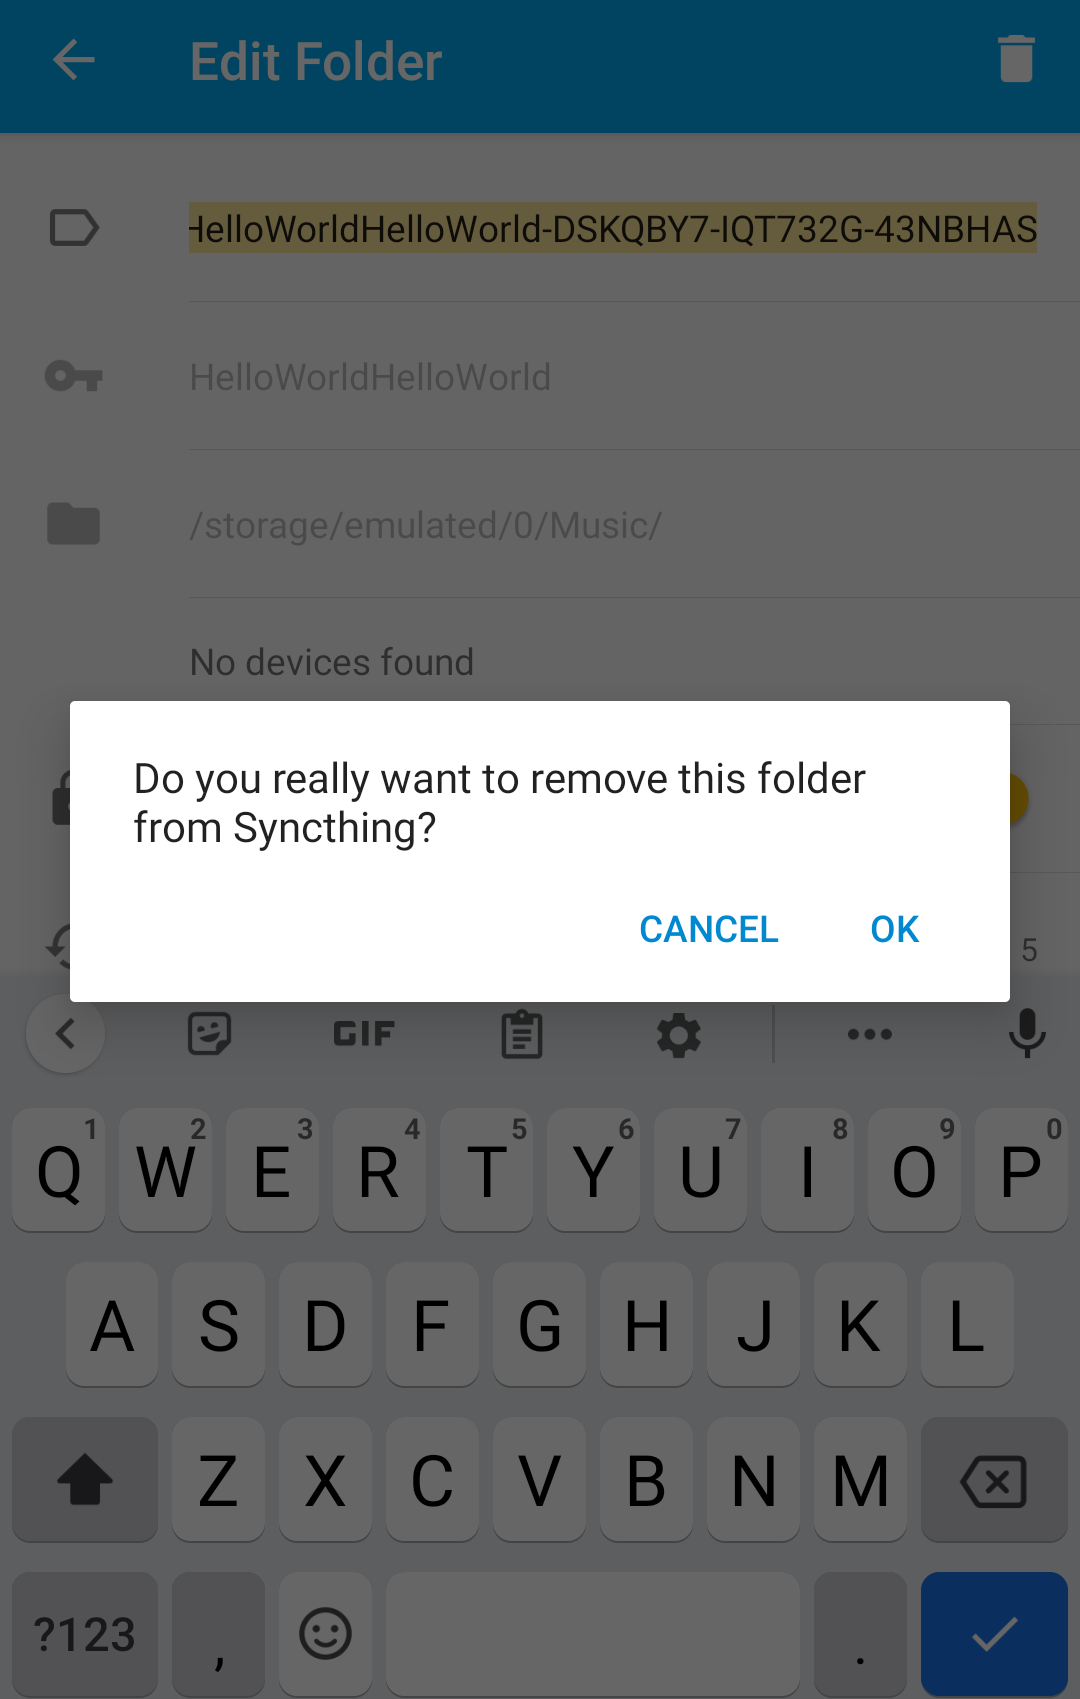 Edit Folder
HelloWorldHelloWorld-DSKQBY7-IQT732G-43NBHAS
HelloWorldHelloWorld
/storage/emulated/0/Music/
No devices found
Do you really want to remove this folder
from Syncthing?
CANCEL OK
5
GIF
1 2 3 4 5 6 7 8 9 0
Q W E R T Y U I O P
A S D F G H J K L
Z X C V B N M
?123 , .